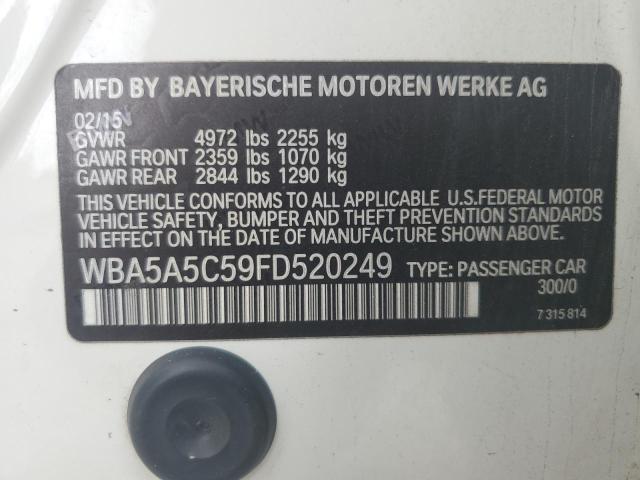 MFD BY BAYERISCHE MOTOREN WERKE AG
02/15
GVWR 4972 lbs 2255 kg
GAWR FRONT 2359 lbs 1070 kg
GAWR REAR 2844 lbs 1290 kg
THIS VEHICLE CONFORMS TO ALL APPLICABLE U.S.FEDERAL MOTOR
VEHICLE SAFETY, BUMPER AND THEFT PREVENTION STANDARDS
IN EFFECT ON THE DATE OF MANUFACTURE SHOWN ABOVE.
WBA5A5C59FD520249 TYPE: PASSENGER CAR
300/0
7 315 814